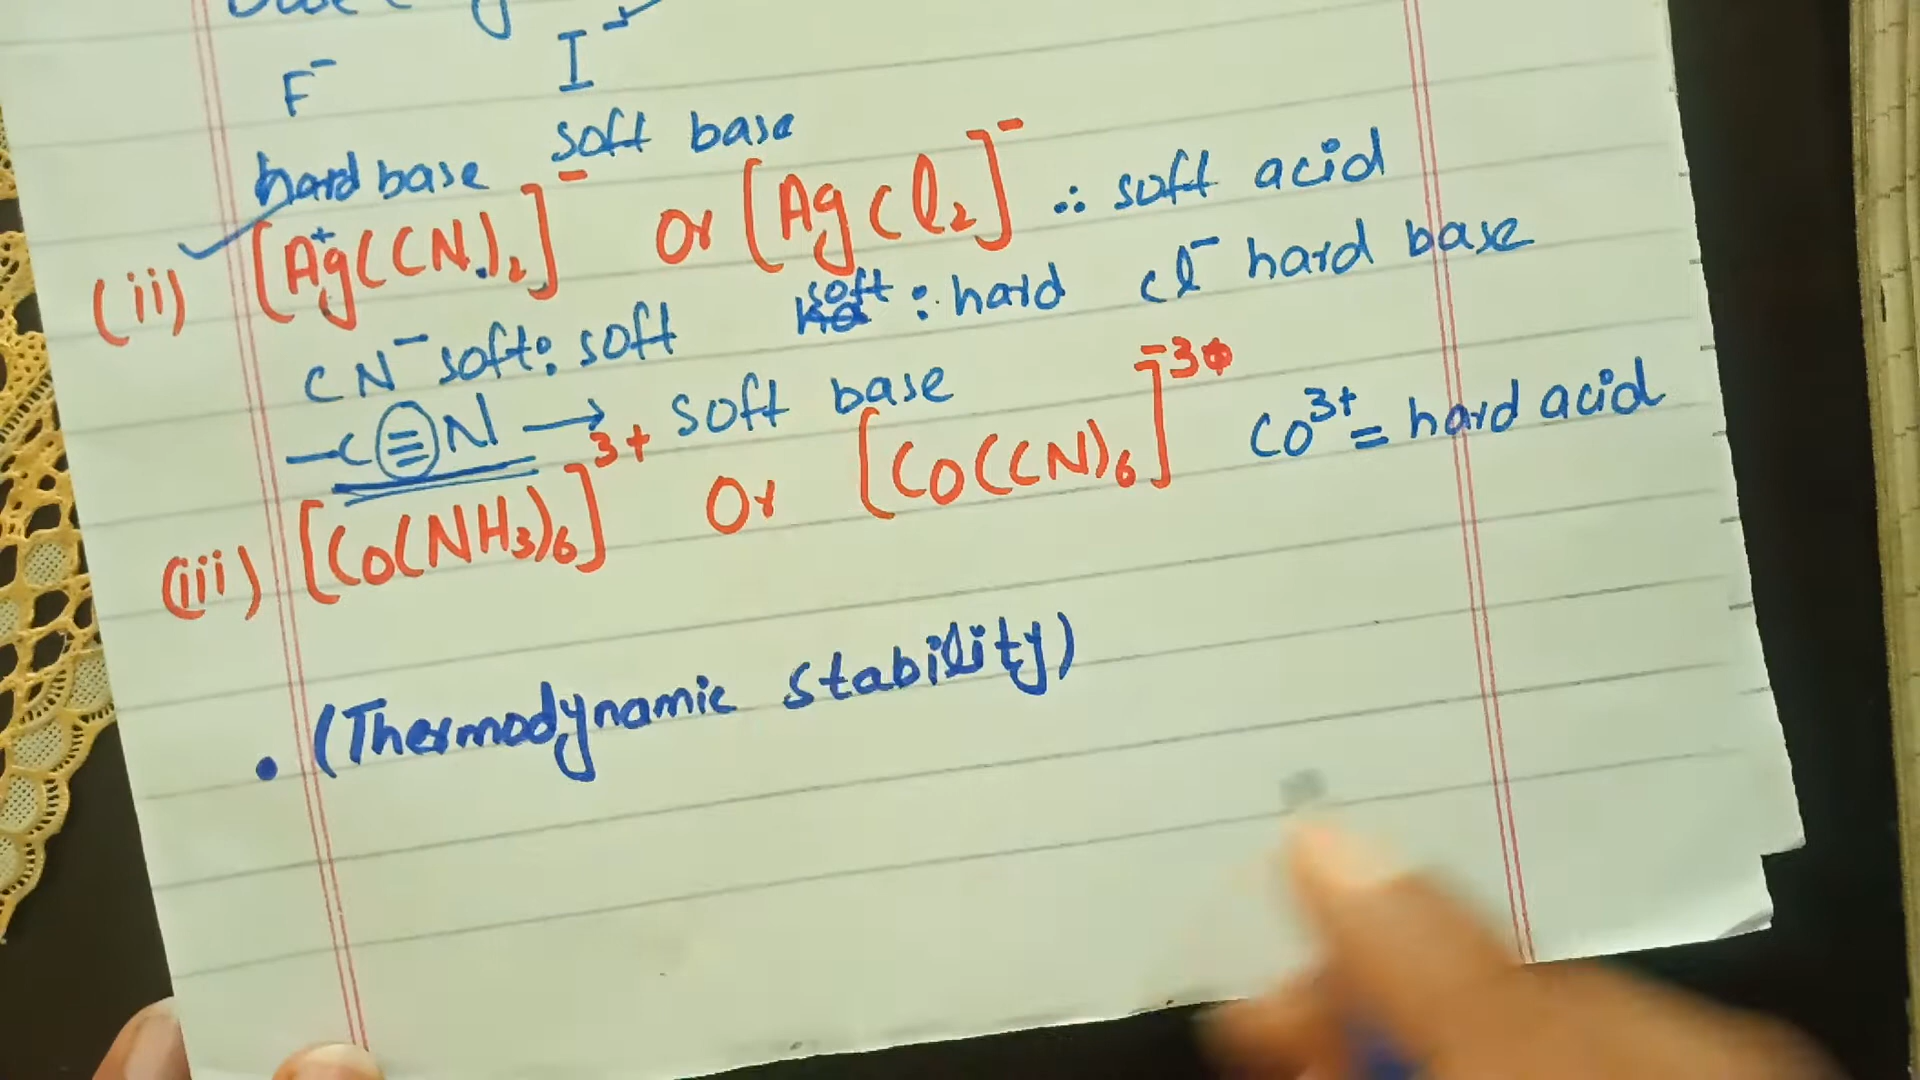 F⁻ I⁻
hard base soft base
(ii) [Ag⁺(CN)₂]⁻ Or [AgCl₂]⁻ ∴ soft acid
CN⁻ soft: soft soft : hard Cl⁻ hard base
—C≡N → soft base
(iii) [Co(NH₃)₆]³⁺ Or [Co(CN)₆]⁻³ Co³⁺ = hard acid
• (Thermodynamic stability)